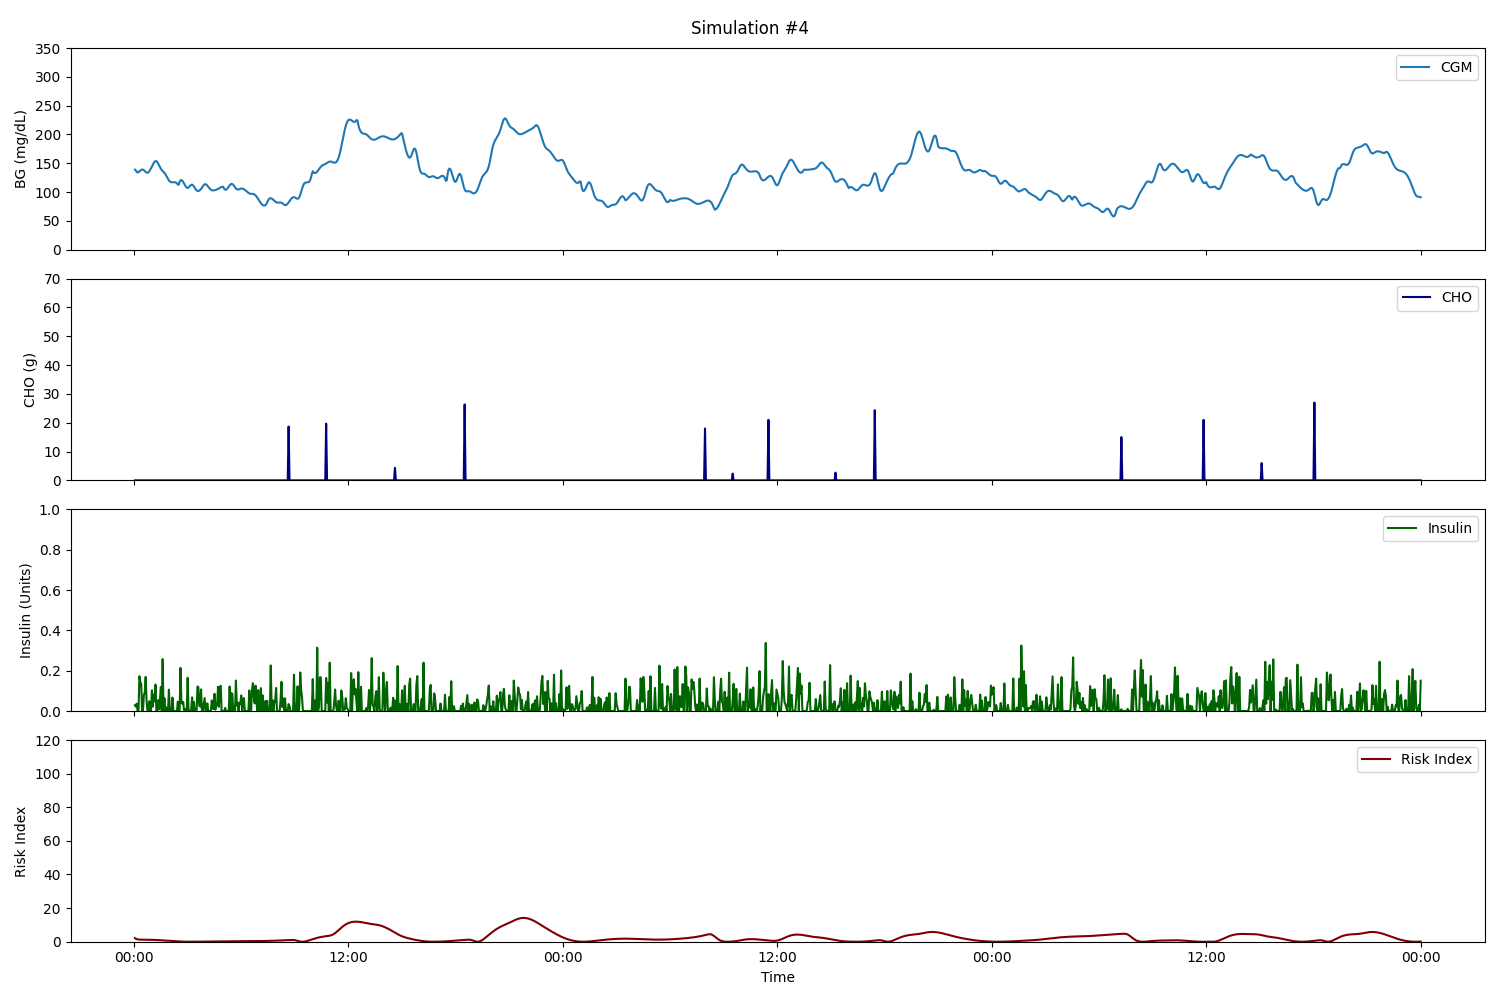 Simulation #4
350
300
250
200
150
100
50
0
BG (mg/dL)
CGM
70
60
50
40
30
20
10
0
CHO (g)
CHO
1.0
0.8
0.6
0.4
0.2
0.0
Insulin (Units)
Insulin
120
100
80
60
40
20
0
Risk Index
Risk Index
00:00 12:00 00:00 12:00 00:00 12:00 00:00
Time